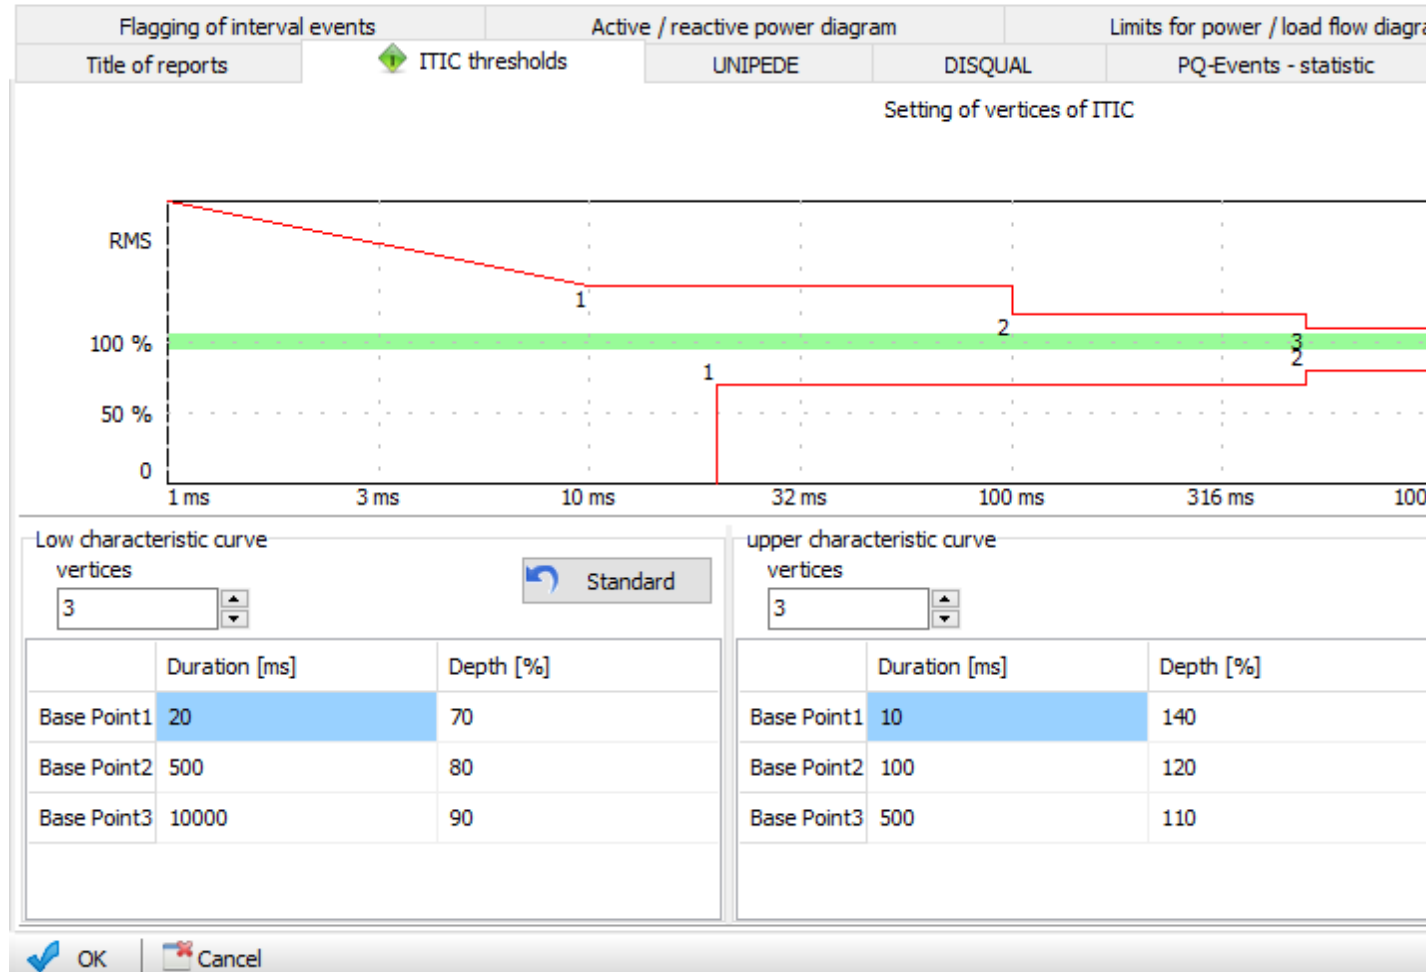 Flagging of interval events Active / reactive power diagram Limits for power / load flow diagra
Title of reports ITIC thresholds UNIPEDE DISQUAL PQ-Events - statistic
Setting of vertices of ITIC
RMS
1
2
100 %
3
2
1
50 %
0
1 ms 3 ms 10 ms 32 ms 100 ms 316 ms 100
Low characteristic curve
vertices
3
Standard
Duration [ms] Depth [%]
Base Point1 20 70
Base Point2 500 80
Base Point3 10000 90
upper characteristic curve
vertices
3
Duration [ms] Depth [%]
Base Point1 10 140
Base Point2 100 120
Base Point3 500 110
OK Cancel